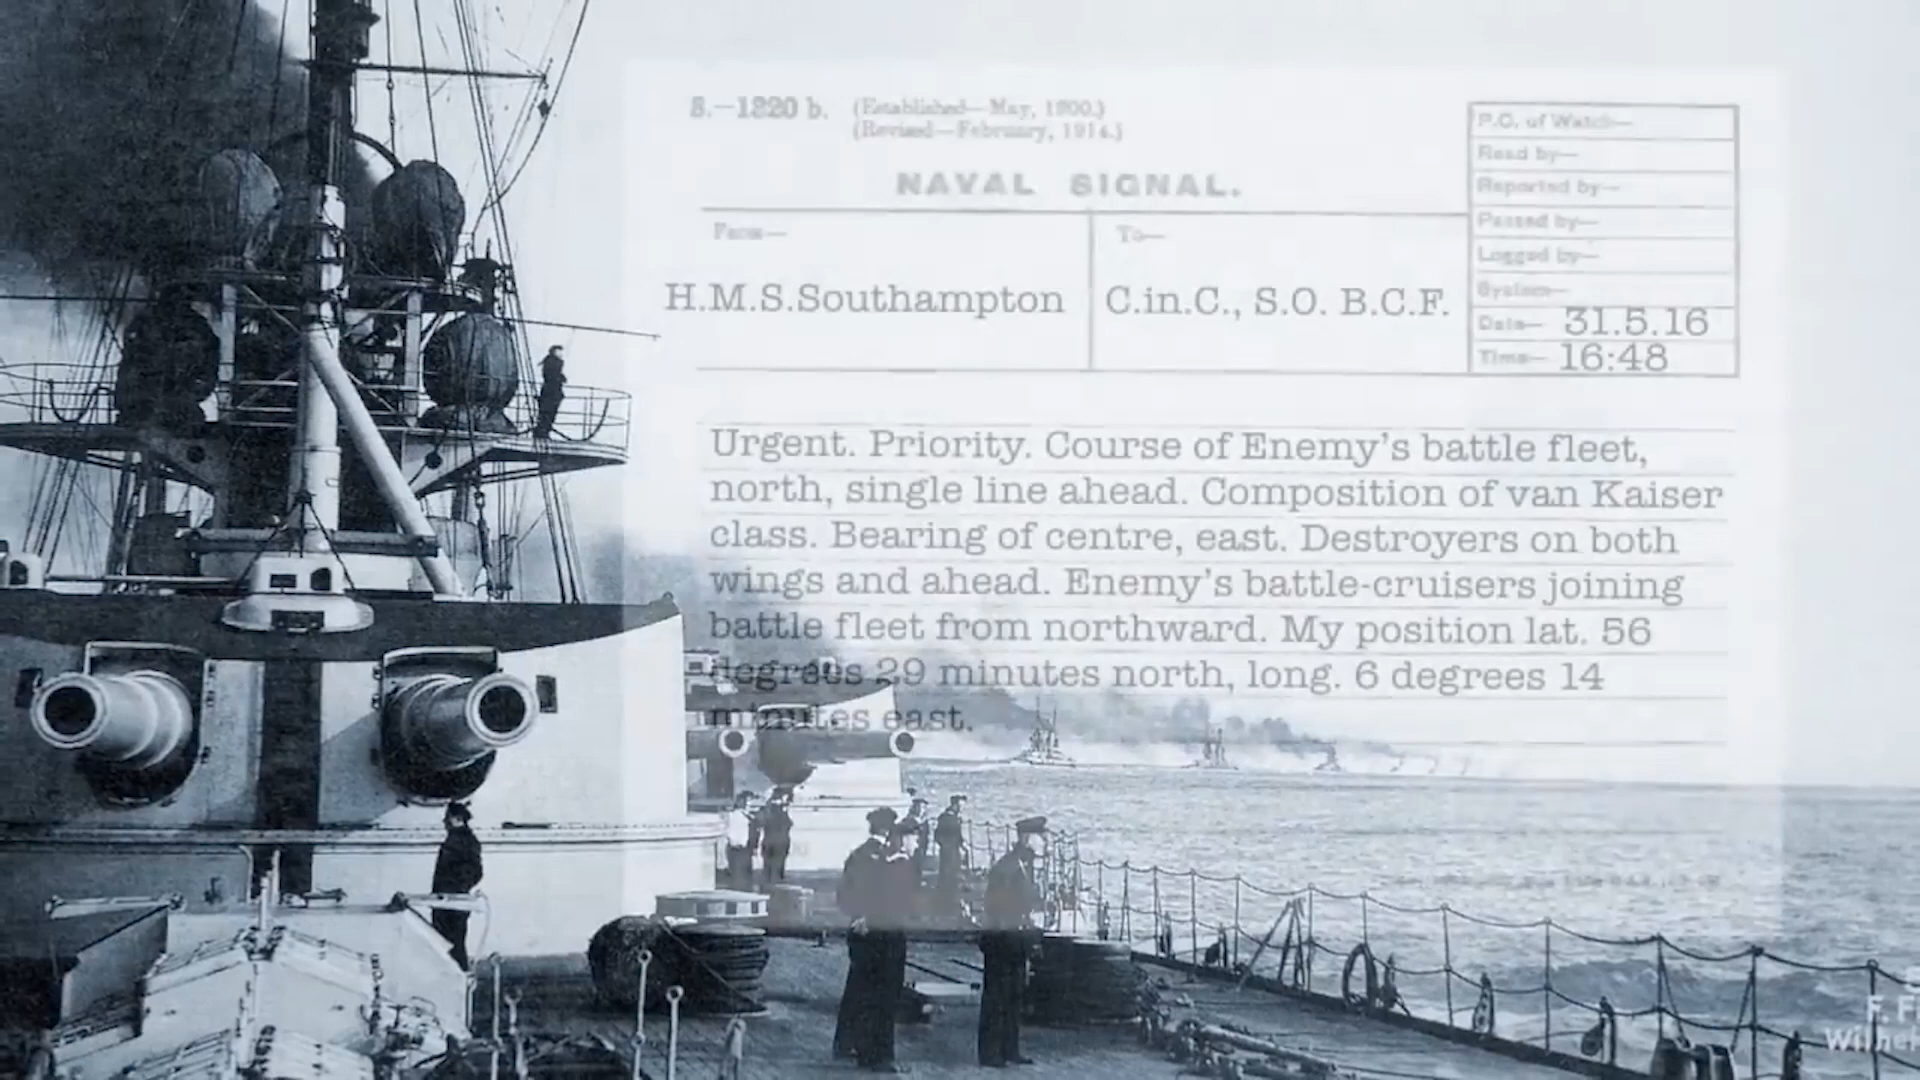 S.—1320 b. (Established—May, 1900.)
(Revised—February, 1914.)
NAVAL SIGNAL.
P.O. of Watch—
Read by—
Reported by—
Passed by—
Logged by—
System—
Date— 31.5.16
Time— 16:48
From—
To—
H.M.S.Southampton
C.in.C., S.O. B.C.F.
Urgent. Priority. Course of Enemy's battle fleet,
north, single line ahead. Composition of van Kaiser
class. Bearing of centre, east. Destroyers on both
wings and ahead. Enemy's battle-cruisers joining
battle fleet from northward. My position lat. 56
degrees 29 minutes north, long. 6 degrees 14
minutes east.